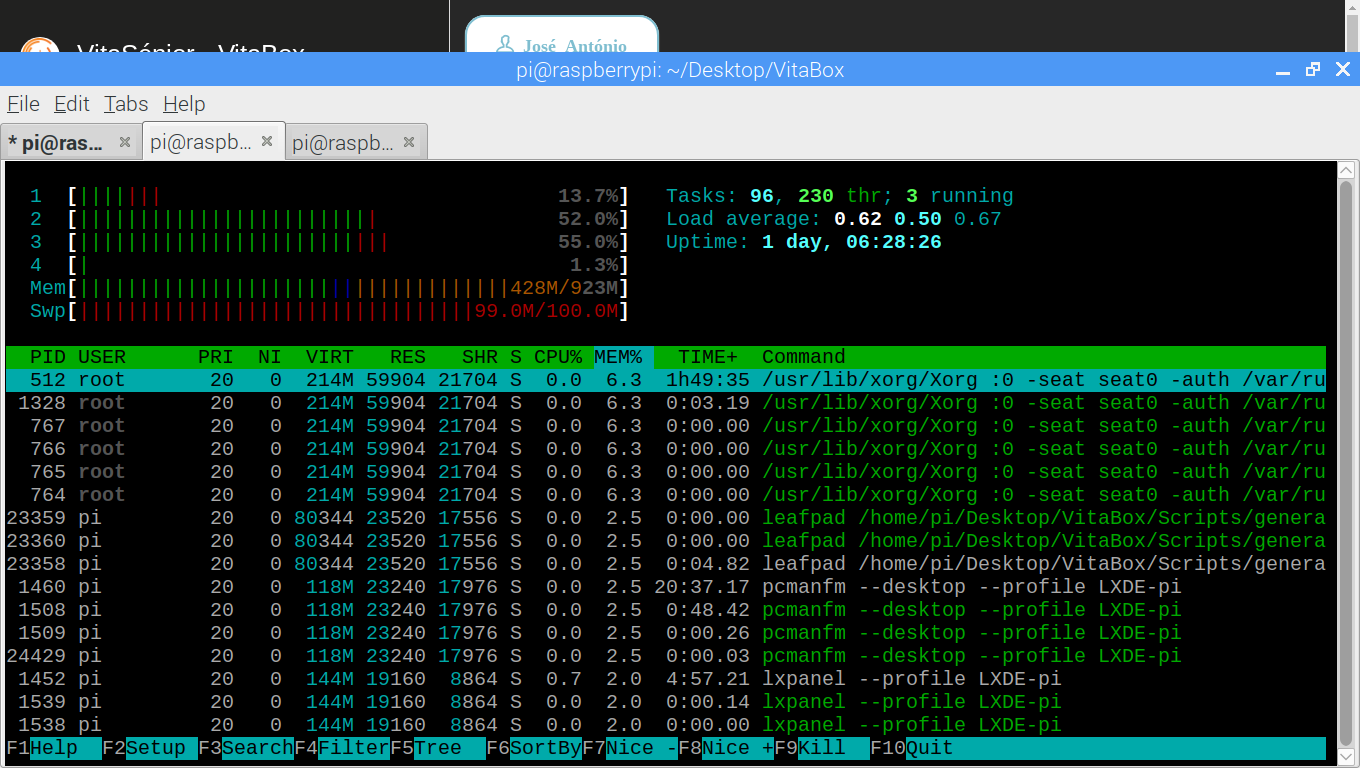 VitaSénior - VitaBox
José António
pi@raspberrypi: ~/Desktop/VitaBox
File Edit Tabs Help
* pi@ras... pi@raspb... pi@raspb...
1 [||||||| 13.7%] Tasks: 96, 230 thr; 3 running
2 [||||||||||||||||||||||||| 52.0%] Load average: 0.62 0.50 0.67
3 [|||||||||||||||||||||||||| 55.0%] Uptime: 1 day, 06:28:26
4 [| 1.3%]
Mem[||||||||||||||||||||||||||||||||||||428M/923M]
Swp[|||||||||||||||||||||||||||||||||99.0M/100.0M]
PID USER PRI NI VIRT RES SHR S CPU% MEM% TIME+ Command
512 root 20 0 214M 59904 21704 S 0.0 6.3 1h49:35 /usr/lib/xorg/Xorg :0 -seat seat0 -auth /var/ru
1328 root 20 0 214M 59904 21704 S 0.0 6.3 0:03.19 /usr/lib/xorg/Xorg :0 -seat seat0 -auth /var/ru
767 root 20 0 214M 59904 21704 S 0.0 6.3 0:00.00 /usr/lib/xorg/Xorg :0 -seat seat0 -auth /var/ru
766 root 20 0 214M 59904 21704 S 0.0 6.3 0:00.00 /usr/lib/xorg/Xorg :0 -seat seat0 -auth /var/ru
765 root 20 0 214M 59904 21704 S 0.0 6.3 0:00.00 /usr/lib/xorg/Xorg :0 -seat seat0 -auth /var/ru
764 root 20 0 214M 59904 21704 S 0.0 6.3 0:00.00 /usr/lib/xorg/Xorg :0 -seat seat0 -auth /var/ru
23359 pi 20 0 80344 23520 17556 S 0.0 2.5 0:00.00 leafpad /home/pi/Desktop/VitaBox/Scripts/genera
23360 pi 20 0 80344 23520 17556 S 0.0 2.5 0:00.00 leafpad /home/pi/Desktop/VitaBox/Scripts/genera
23358 pi 20 0 80344 23520 17556 S 0.0 2.5 0:04.82 leafpad /home/pi/Desktop/VitaBox/Scripts/genera
1460 pi 20 0 118M 23240 17976 S 0.0 2.5 20:37.17 pcmanfm --desktop --profile LXDE-pi
1508 pi 20 0 118M 23240 17976 S 0.0 2.5 0:48.42 pcmanfm --desktop --profile LXDE-pi
1509 pi 20 0 118M 23240 17976 S 0.0 2.5 0:00.26 pcmanfm --desktop --profile LXDE-pi
24429 pi 20 0 118M 23240 17976 S 0.0 2.5 0:00.03 pcmanfm --desktop --profile LXDE-pi
1452 pi 20 0 144M 19160 8864 S 0.7 2.0 4:57.21 lxpanel --profile LXDE-pi
1539 pi 20 0 144M 19160 8864 S 0.0 2.0 0:00.14 lxpanel --profile LXDE-pi
1538 pi 20 0 144M 19160 8864 S 0.0 2.0 0:00.00 lxpanel --profile LXDE-pi
F1Help F2Setup F3SearchF4FilterF5Tree F6SortByF7Nice -F8Nice +F9Kill F10Quit